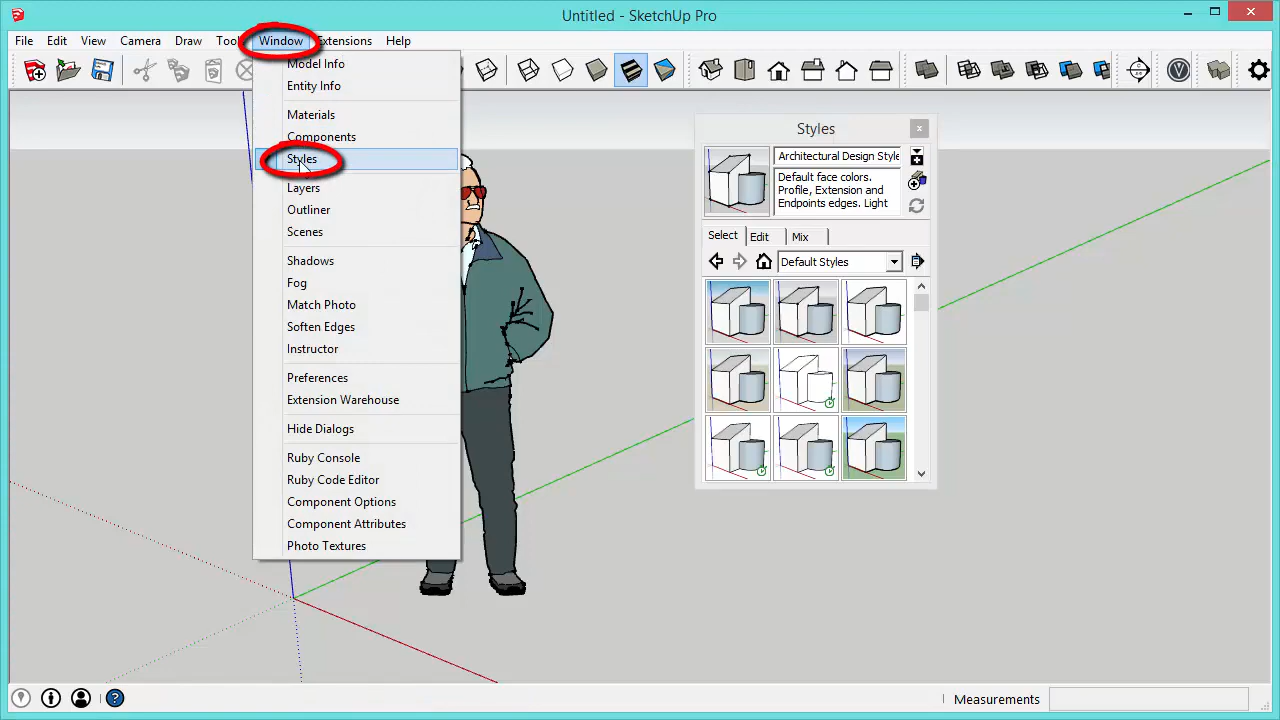 Untitled - SketchUp Pro
File Edit View Camera Draw Tool Window Extensions Help
Model Info
Entity Info
Materials
Components
Styles
Layers
Outliner
Scenes
Shadows
Fog
Match Photo
Soften Edges
Instructor
Preferences
Extension Warehouse
Hide Dialogs
Ruby Console
Ruby Code Editor
Component Options
Component Attributes
Photo Textures
Styles
Architectural Design Style
Default face colors.
Profile, Extension and
Endpoints edges. Light
Select Edit Mix
Default Styles
Measurements